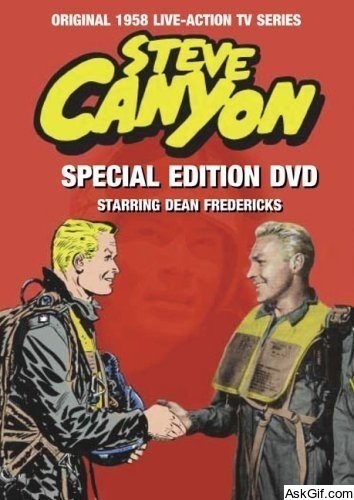 ORIGINAL 1958 LIVE-ACTION TV SERIES
STEVE
CANYON
SPECIAL EDITION DVD
STARRING DEAN FREDERICKS
AskGif.com